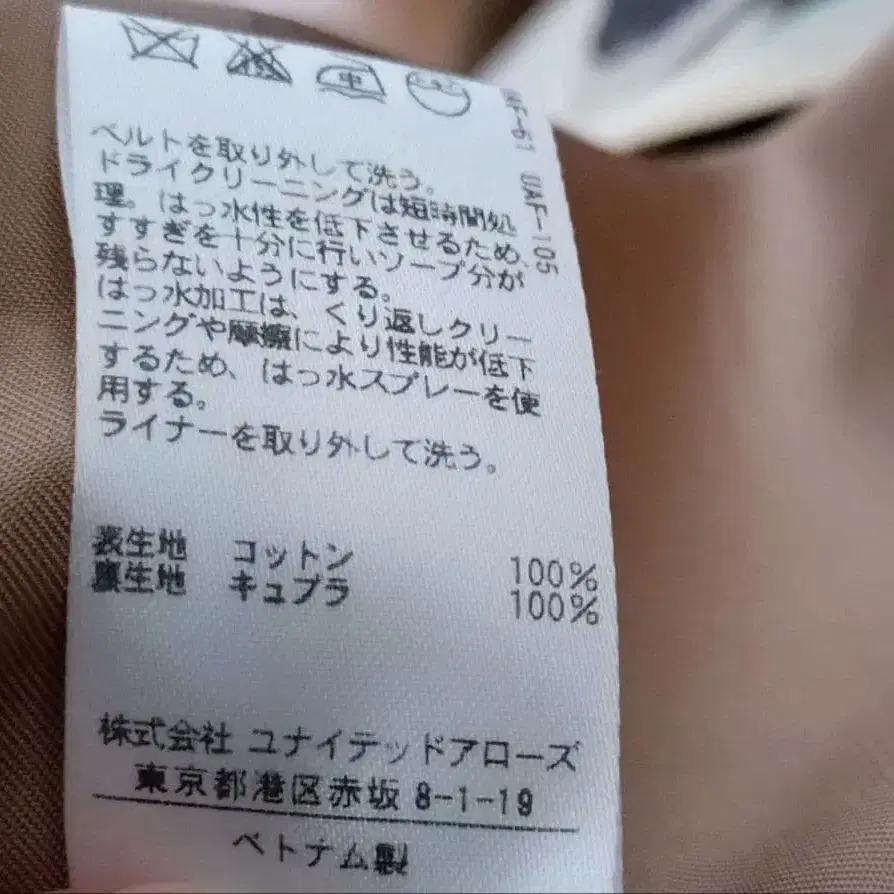 中
ベルトを取り外して洗う。
ドライクリーニングは短時間処
理。はっ水性を低下させるため、
すすぎを十分に行いソープ分が
残らないようにする。
はっ水加工は、くり返しクリー
ニングや摩擦により性能が低下
するため、はっ水スプレーを使
用する。
ライナーを取り外して洗う。
表生地 コットン 100%
裏生地 キュプラ 100%
株式会社 ユナイテッドアローズ
東京都港区赤坂 8-1-19
ベトナム製
UAF-105